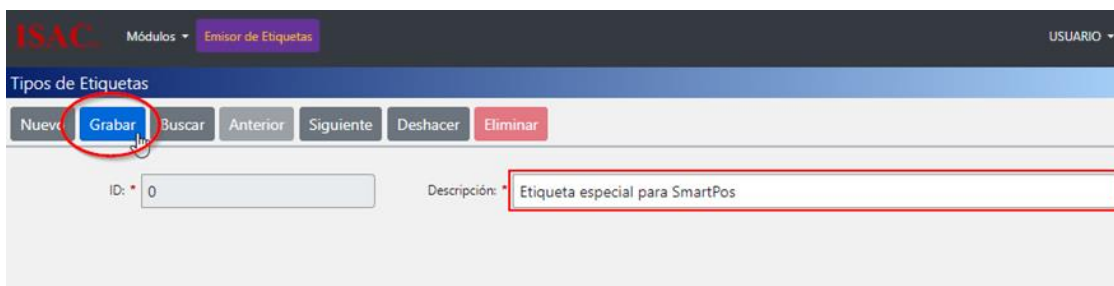 ISAC. Módulos Emisor de Etiquetas USUARIO
Tipos de Etiquetas
Nuevo Grabar Buscar Anterior Siguiente Deshacer Eliminar
ID: * 0 Descripción: * Etiqueta especial para SmartPos